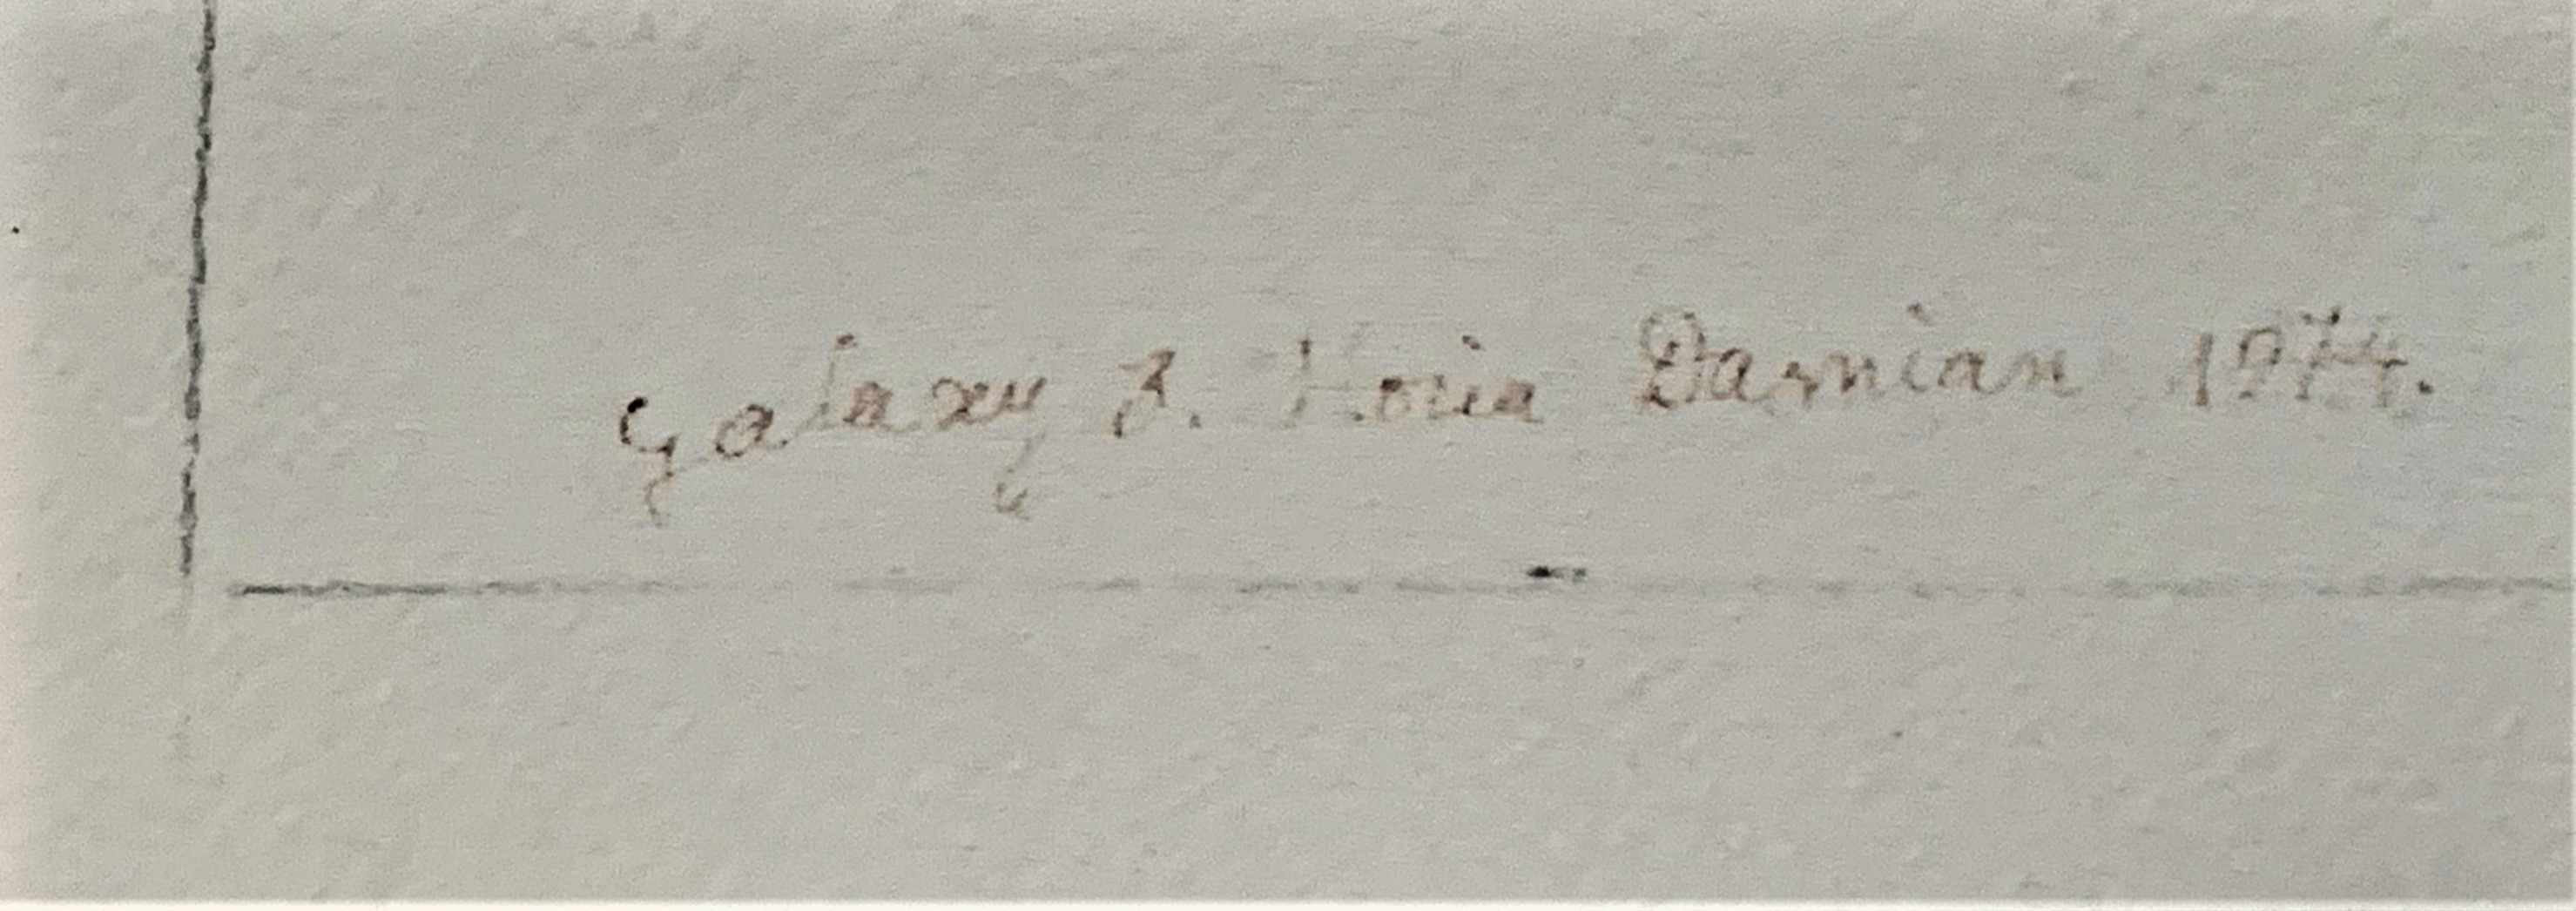 Galaxy 3. Horia Damian 1974.